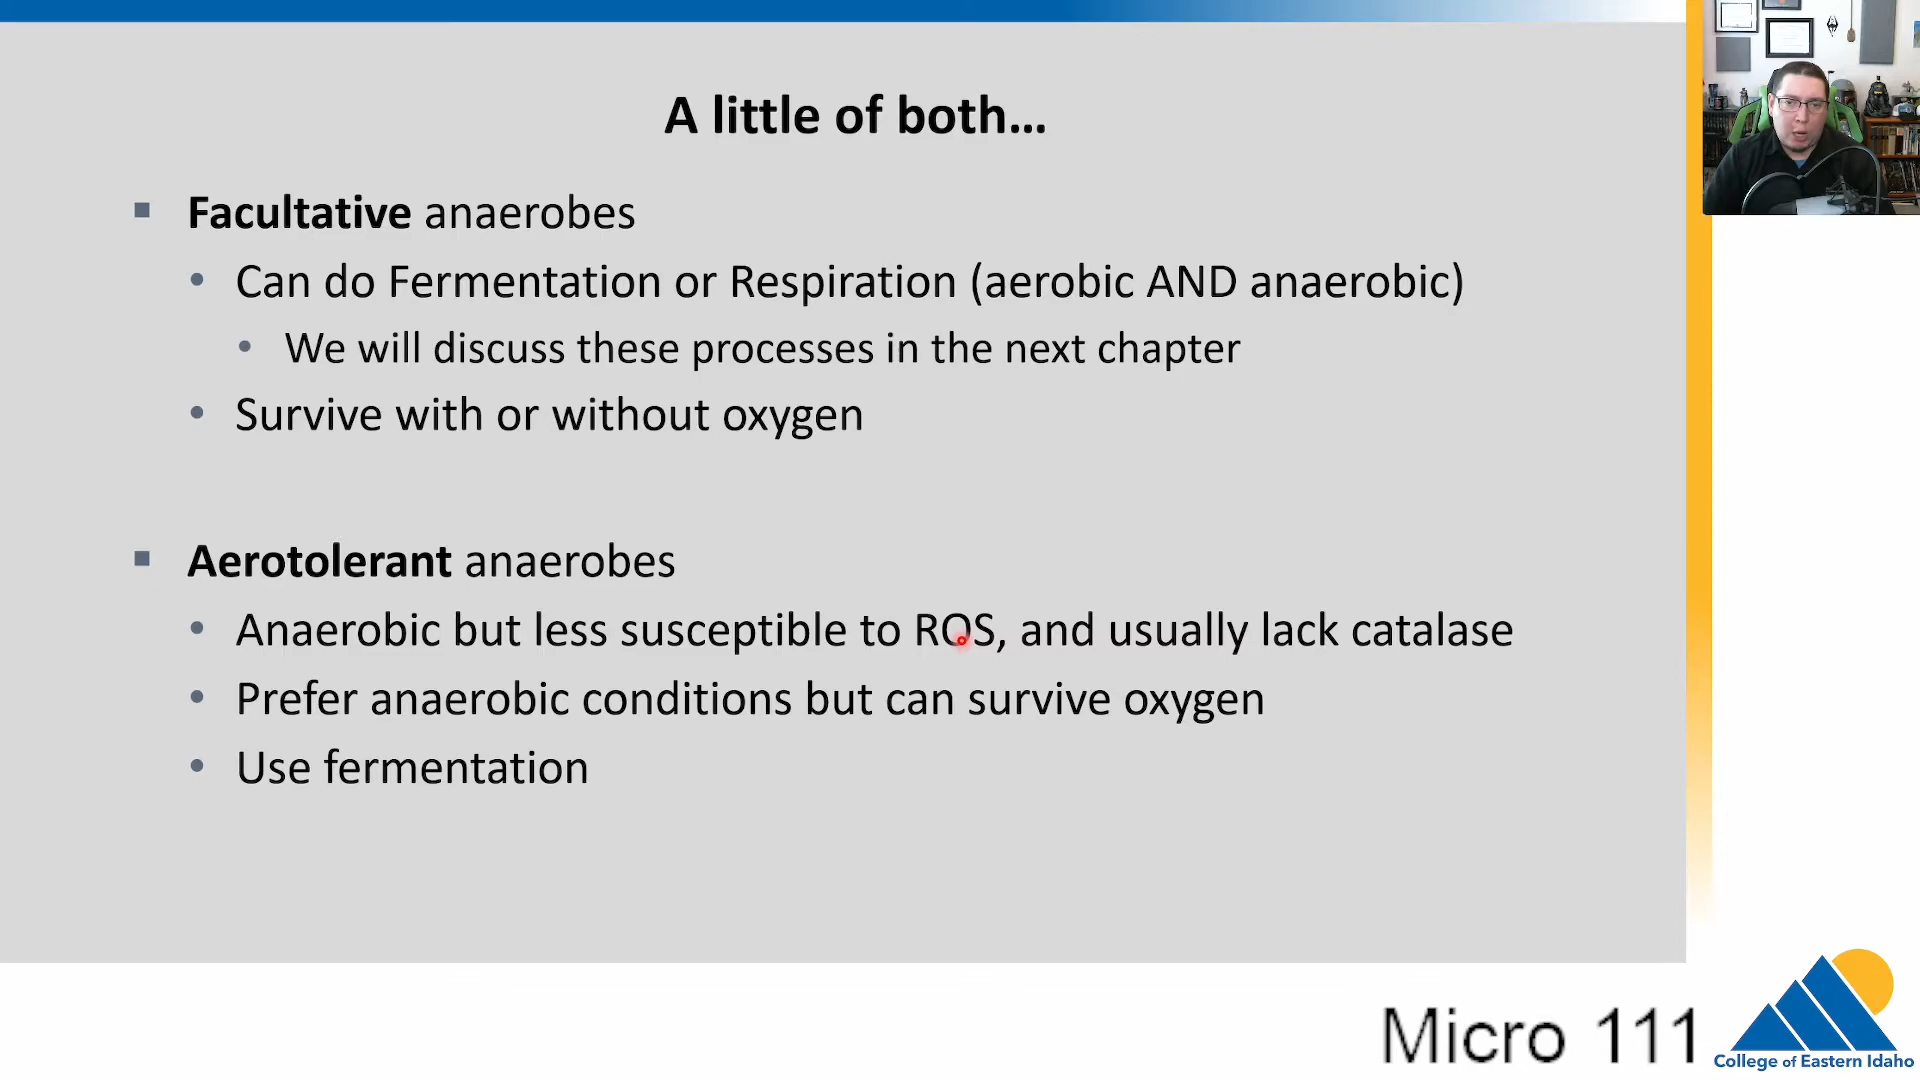 A little of both...
Facultative anaerobes
Can do Fermentation or Respiration (aerobic AND anaerobic)
We will discuss these processes in the next chapter
Survive with or without oxygen
Aerotolerant anaerobes
Anaerobic but less susceptible to ROS, and usually lack catalase
Prefer anaerobic conditions but can survive oxygen
Use fermentation
Micro 111
College of Eastern Idaho